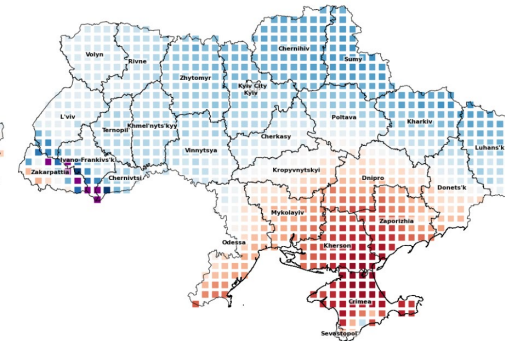 Chernihiv
Volyn
Rivne
Sumy
Zhytomyr
Kyiv City
Kyiv
L'viv
Poltava
Kharkiv
Ternopil
Khmel'nyts'kyy
Cherkasy
Luhans'k
Vinnytsya
Ivano-Frankivs'k
Zakarpattia
Chernivtsi
Kropyvnytskyi
Dnipro
Donets'k
Mykolayiv
Zaporizhia
Odessa
Kherson
Crimea
Sevastopol